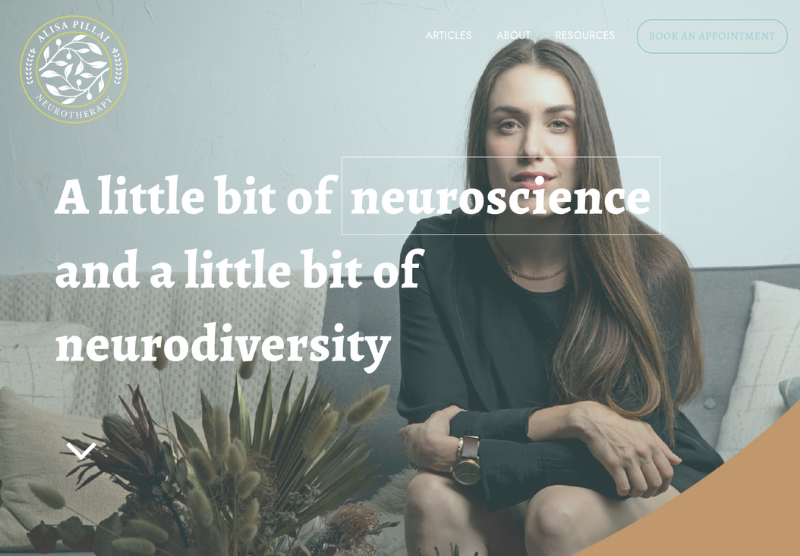 ALISA PILLAI
NEUROTHERAPY
ARTICLES ABOUT RESOURCES BOOK AN APPOINTMENT
A little bit of neuroscience
and a little bit of
neurodiversity